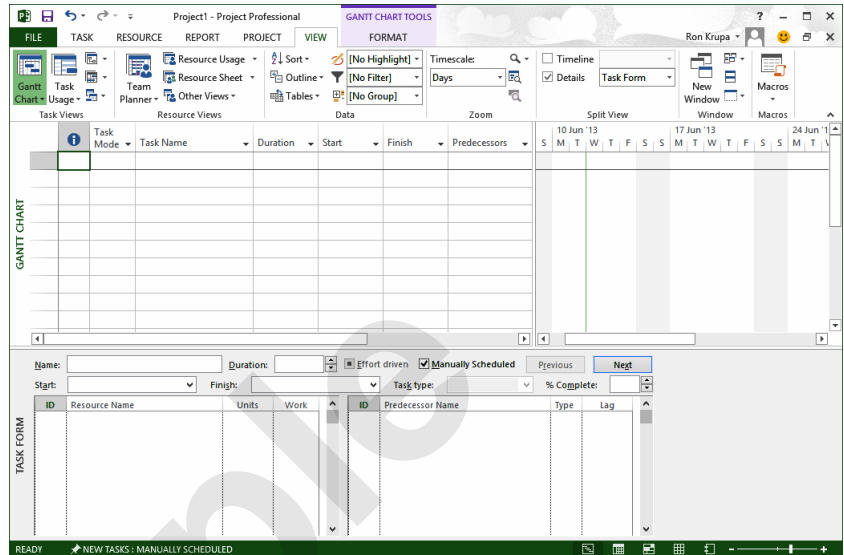 Project1 - Project Professional
GANTT CHART TOOLS
?
FILE TASK RESOURCE REPORT PROJECT VIEW FORMAT Ron Krupa
Gantt Chart
Task Usage
Team Planner
Resource Usage
Resource Sheet
Other Views
Sort
Outline
Tables
[No Highlight]
[No Filter]
[No Group]
Timescale:
Days
Timeline
Details Task Form
New Window
Macros
Task Views Resource Views Data Zoom Split View Window Macros
Task Mode Task Name Duration Start Finish Predecessors
10 Jun '13 17 Jun '13 24 Jun '1
S M T W T F S S M T W T F S S M T
GANTT CHART
Name: Duration: Effort driven Manually Scheduled Previous Next
Start: Finish: Task type: % Complete:
ID Resource Name Units Work ID Predecessor Name Type Lag
TASK FORM
ple
READY NEW TASKS : MANUALLY SCHEDULED